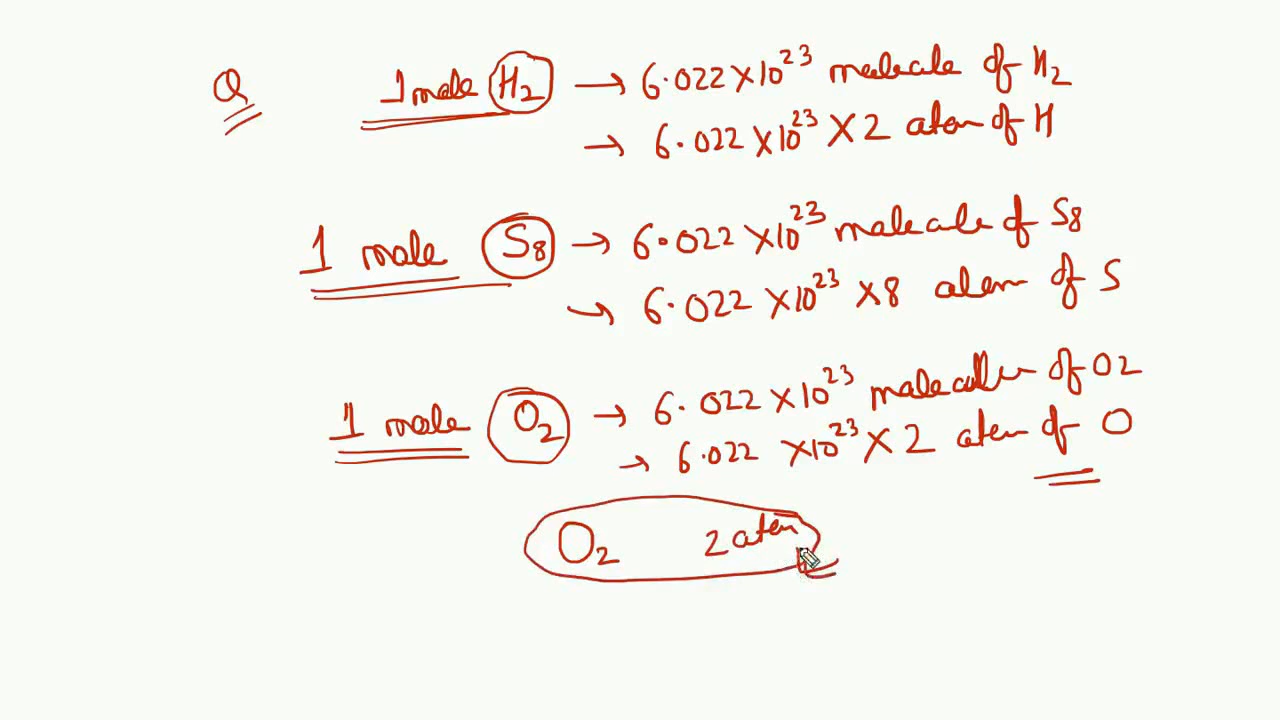 Q 1 mole H2 → 6.022 × 10^23 molecule of H2
→ 6.022 × 10^23 × 2 atom of H
1 mole S8 → 6.022 × 10^23 molecule of S8
→ 6.022 × 10^23 × 8 atom of S
1 mole O2 → 6.022 × 10^23 molecules of O2
→ 6.022 × 10^23 × 2 atom of O
O2 2 atom